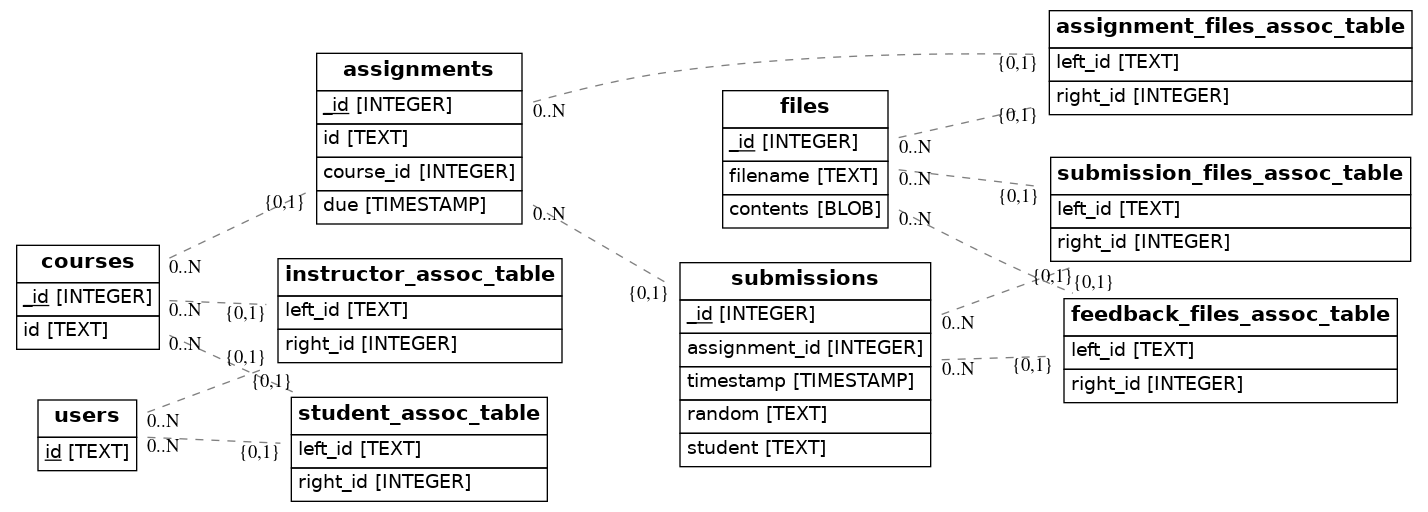 assignment_files_assoc_table
left_id [TEXT]
right_id [INTEGER]
assignments
_id [INTEGER]
id [TEXT]
course_id [INTEGER]
due [TIMESTAMP]
files
_id [INTEGER]
filename [TEXT]
contents [BLOB]
submission_files_assoc_table
left_id [TEXT]
right_id [INTEGER]
courses
_id [INTEGER]
id [TEXT]
instructor_assoc_table
left_id [TEXT]
right_id [INTEGER]
submissions
_id [INTEGER]
assignment_id [INTEGER]
timestamp [TIMESTAMP]
random [TEXT]
student [TEXT]
feedback_files_assoc_table
left_id [TEXT]
right_id [INTEGER]
users
id [TEXT]
student_assoc_table
left_id [TEXT]
right_id [INTEGER]
{0,1}
0..N
{0,1}
0..N
{0,1}
0..N
{0,1}
0..N
{0,1}
0..N
{0,1}
0..N
{0,1}
0..N
{0,1}
0..N
{0,1}
0..N
{0,1}
0..N
{0,1}
0..N
{0,1}
0..N